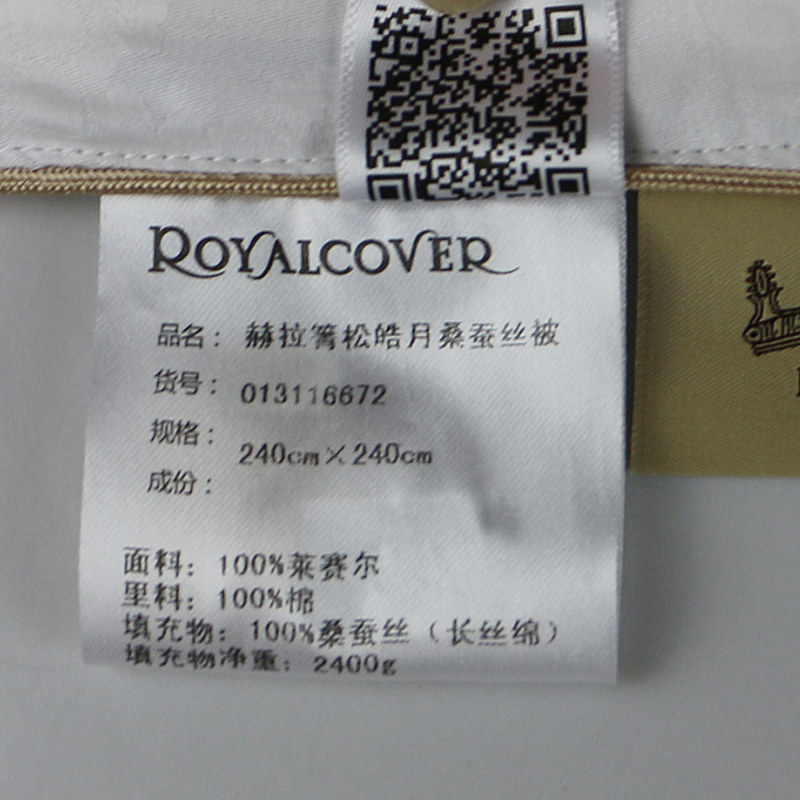 ROYALCOVER
品名：赫拉篝松皓月桑蚕丝被
货号：013116672
规格：240cm×240cm
成份：
面料：100%莱赛尔
里料：100%棉
填充物：100%桑蚕丝（长丝绵）
填充物净重：2400g